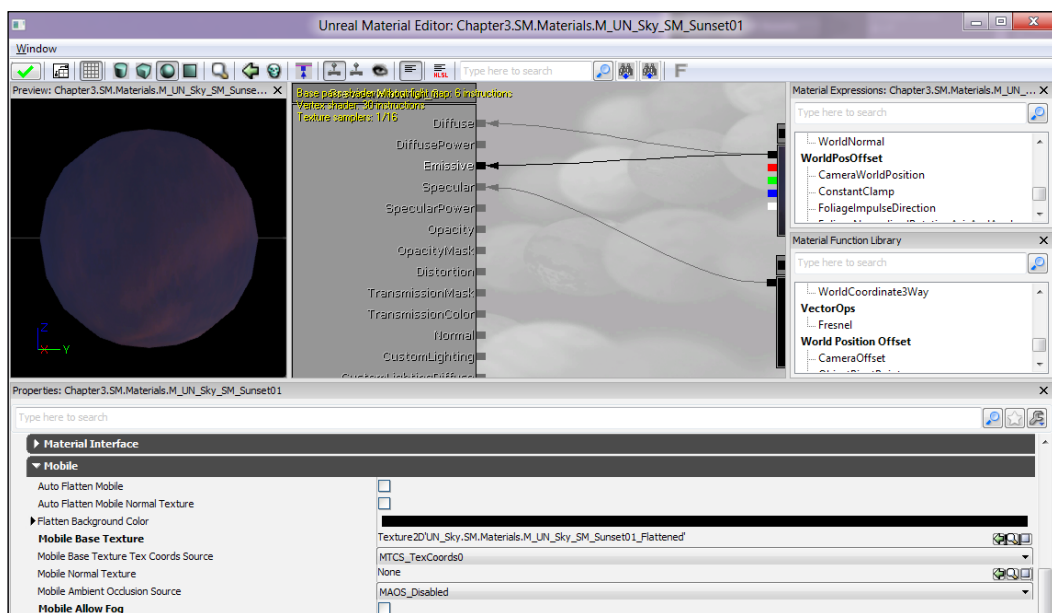 Unreal Material Editor: Chapter3.SM.Materials.M_UN_Sky_SM_Sunset01
Window
HLSL
Type here to search
F
Preview: Chapter3.SM.Materials.M_UN_Sky_SM_Sunse...
Vertex shader: 30 instructions
Texture samplers: 1/16
Diffuse
DiffusePower
Emissive
Specular
SpecularPower
Opacity
OpacityMask
Distortion
TransmissionMask
TransmissionColor
Normal
CustomLighting
CustomLightingDiffuse
Z
X
Y
Material Expressions: Chapter3.SM.Materials.M_UN_...
Type here to search
WorldNormal
WorldPosOffset
CameraWorldPosition
ConstantClamp
FoliageImpulseDirection
Material Function Library
Type here to search
WorldCoordinate3Way
VectorOps
Fresnel
World Position Offset
CameraOffset
Properties: Chapter3.SM.Materials.M_UN_Sky_SM_Sunset01
Type here to search
Material Interface
Mobile
Auto Flatten Mobile
Auto Flatten Mobile Normal Texture
Flatten Background Color
Mobile Base Texture
Texture2D'UN_Sky.SM.Materials.M_UN_Sky_SM_Sunset01_Flattened'
Mobile Base Texture Tex Coords Source
MTCS_TexCoords0
Mobile Normal Texture
None
Mobile Ambient Occlusion Source
MAOS_Disabled
Mobile Allow Fog